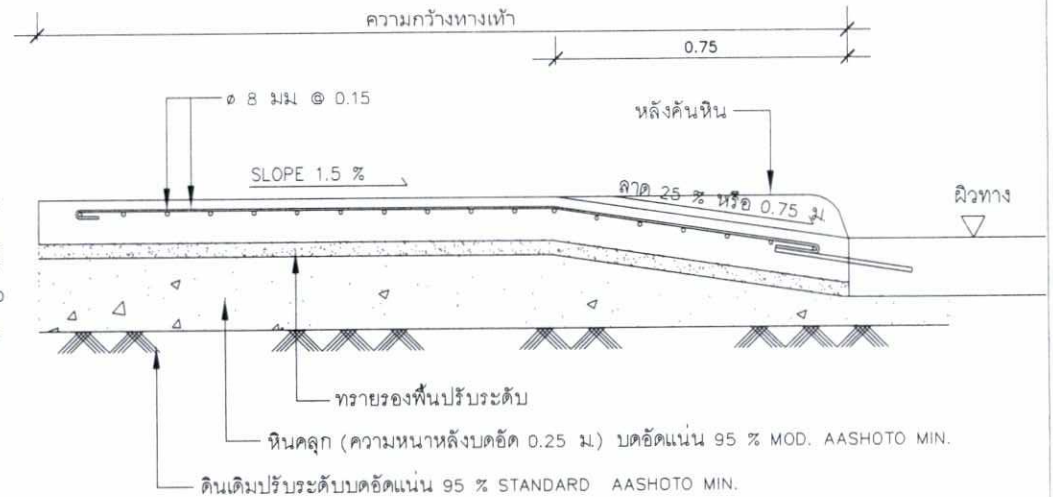 ความกว้างทางเท้า
0.75
ø 8 มม @ 0.15
หลังคันหิน
SLOPE 1.5 %
ลาด 25 % หรือ 0.75 ม
ผิวทาง
ทรายรองพื้นปรับระดับ
หินคลุก (ความหนาหลังบดอัด 0.25 ม.) บดอัดแน่น 95 % MOD. AASHOTO MIN.
ดินเดิมปรับระดับบดอัดแน่น 95 % STANDARD AASHOTO MIN.